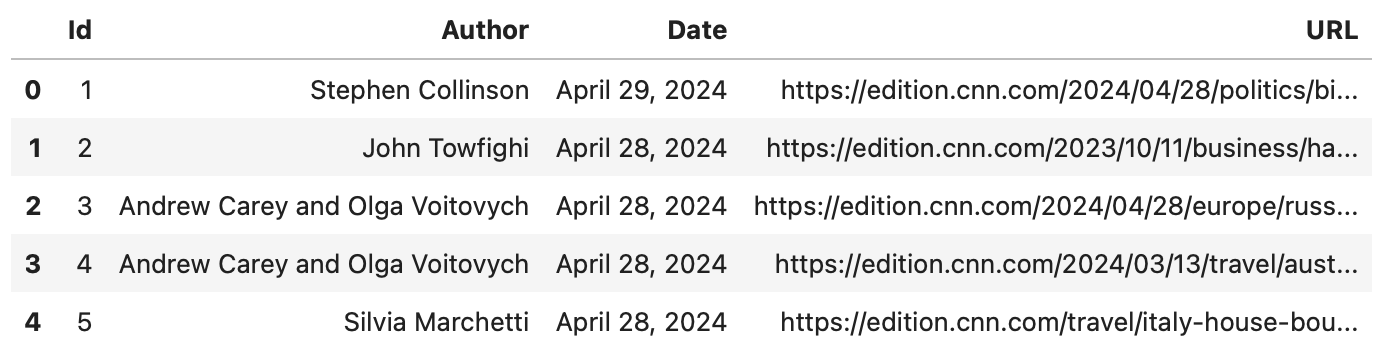 Id Author Date URL
0 1 Stephen Collinson April 29, 2024 https://edition.cnn.com/2024/04/28/politics/bi...
1 2 John Towfighi April 28, 2024 https://edition.cnn.com/2023/10/11/business/ha...
2 3 Andrew Carey and Olga Voitovych April 28, 2024 https://edition.cnn.com/2024/04/28/europe/russ...
3 4 Andrew Carey and Olga Voitovych April 28, 2024 https://edition.cnn.com/2024/03/13/travel/aust...
4 5 Silvia Marchetti April 28, 2024 https://edition.cnn.com/travel/italy-house-bou...